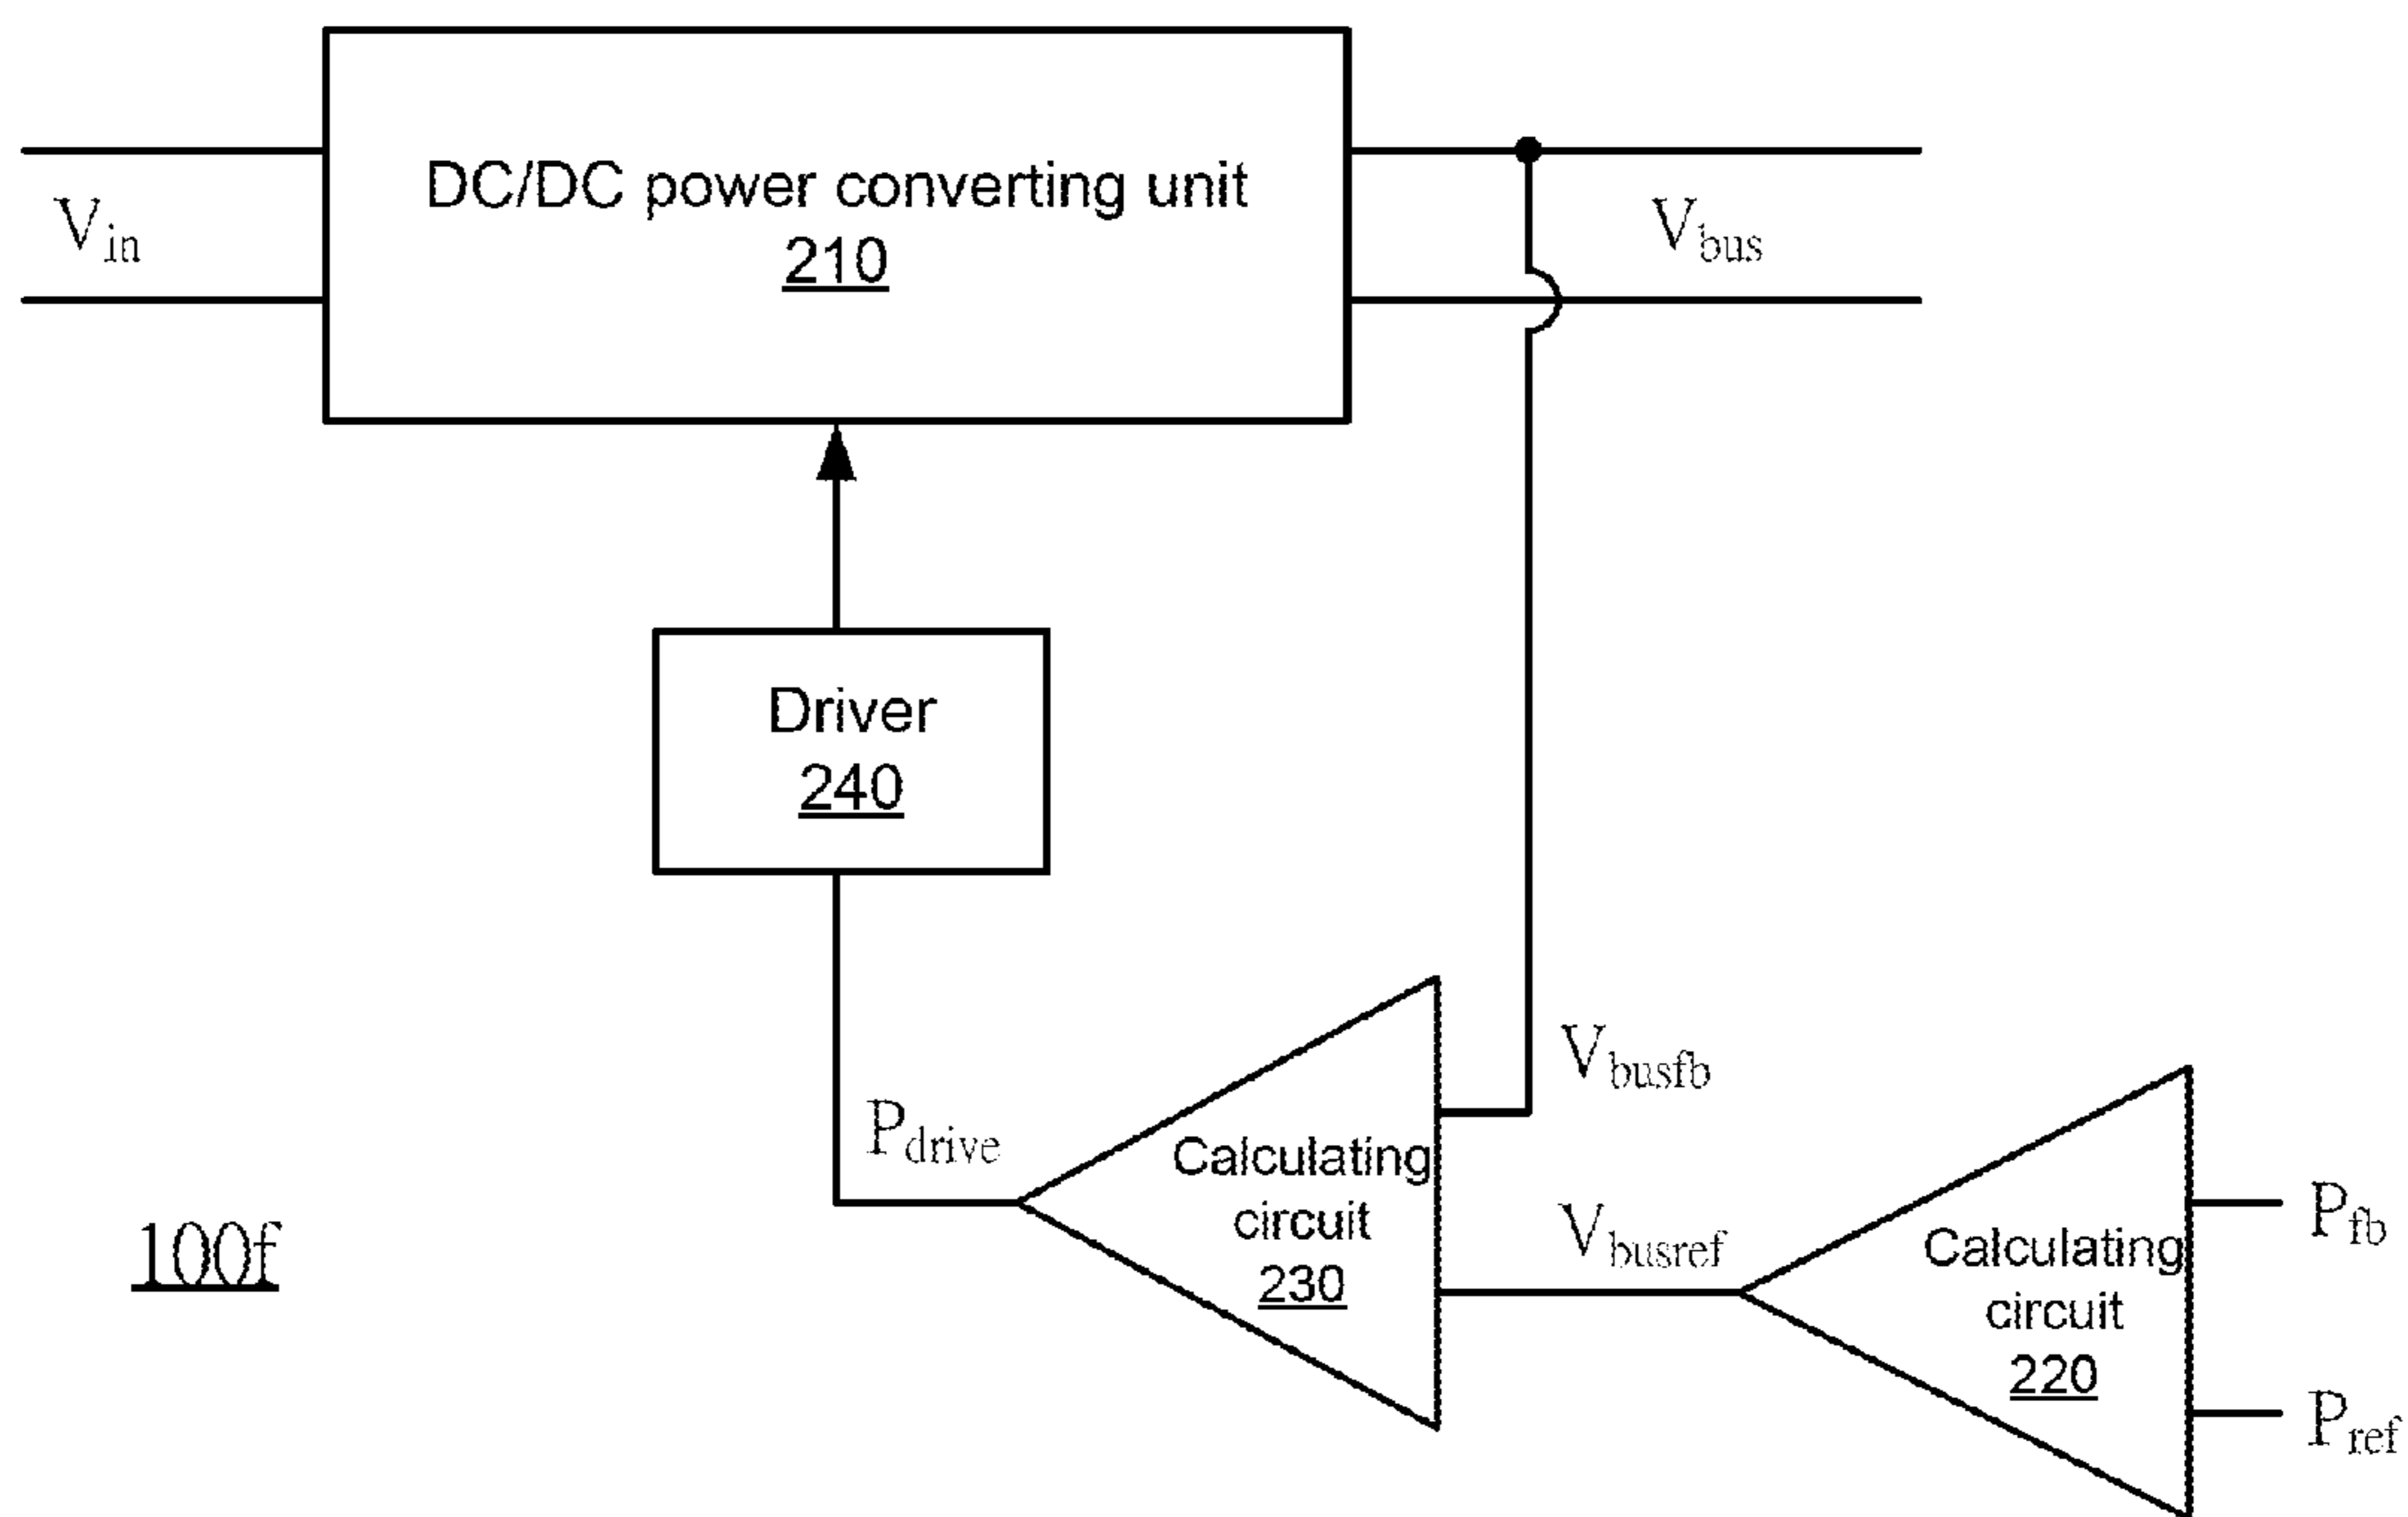 DC/DC power converting unit
210
Vin
Vbus
Driver
240
Vbusfb
Pdrive
Calculating
circuit
230
Vbusref
Pfb
Calculating
circuit
220
Pref
100f